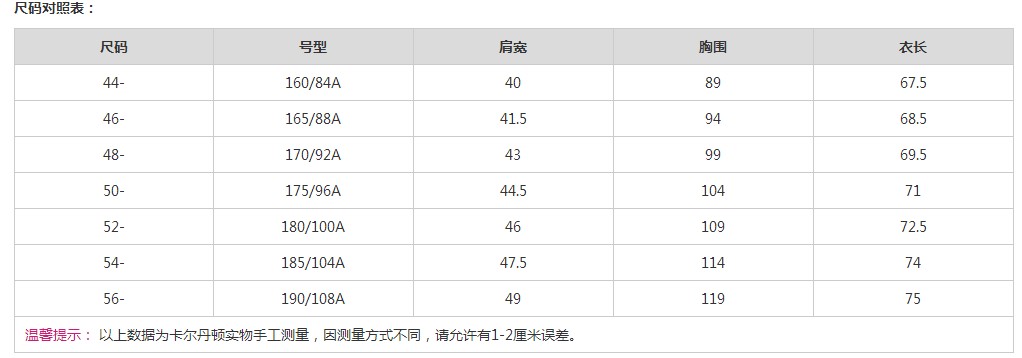 尺码对照表：
尺码 号型 肩宽 胸围 衣长
44- 160/84A 40 89 67.5
46- 165/88A 41.5 94 68.5
48- 170/92A 43 99 69.5
50- 175/96A 44.5 104 71
52- 180/100A 46 109 72.5
54- 185/104A 47.5 114 74
56- 190/108A 49 119 75
温馨提示： 以上数据为卡尔丹顿实物手工测量，因测量方式不同，请允许有1-2厘米误差。